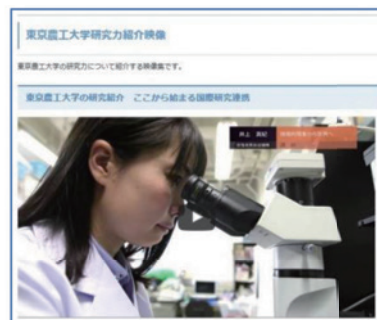 東京農工大学研究力紹介映像
東京農工大学の研究力について紹介する映像集です。
東京農工大学の研究紹介　ここから始まる国際研究連携
井上　真紀